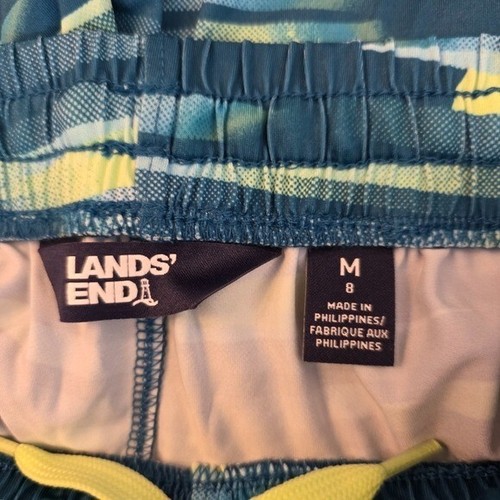 LANDS'
END
M
8
MADE IN
PHILIPPINES/
FABRIQUE AUX
PHILIPPINES